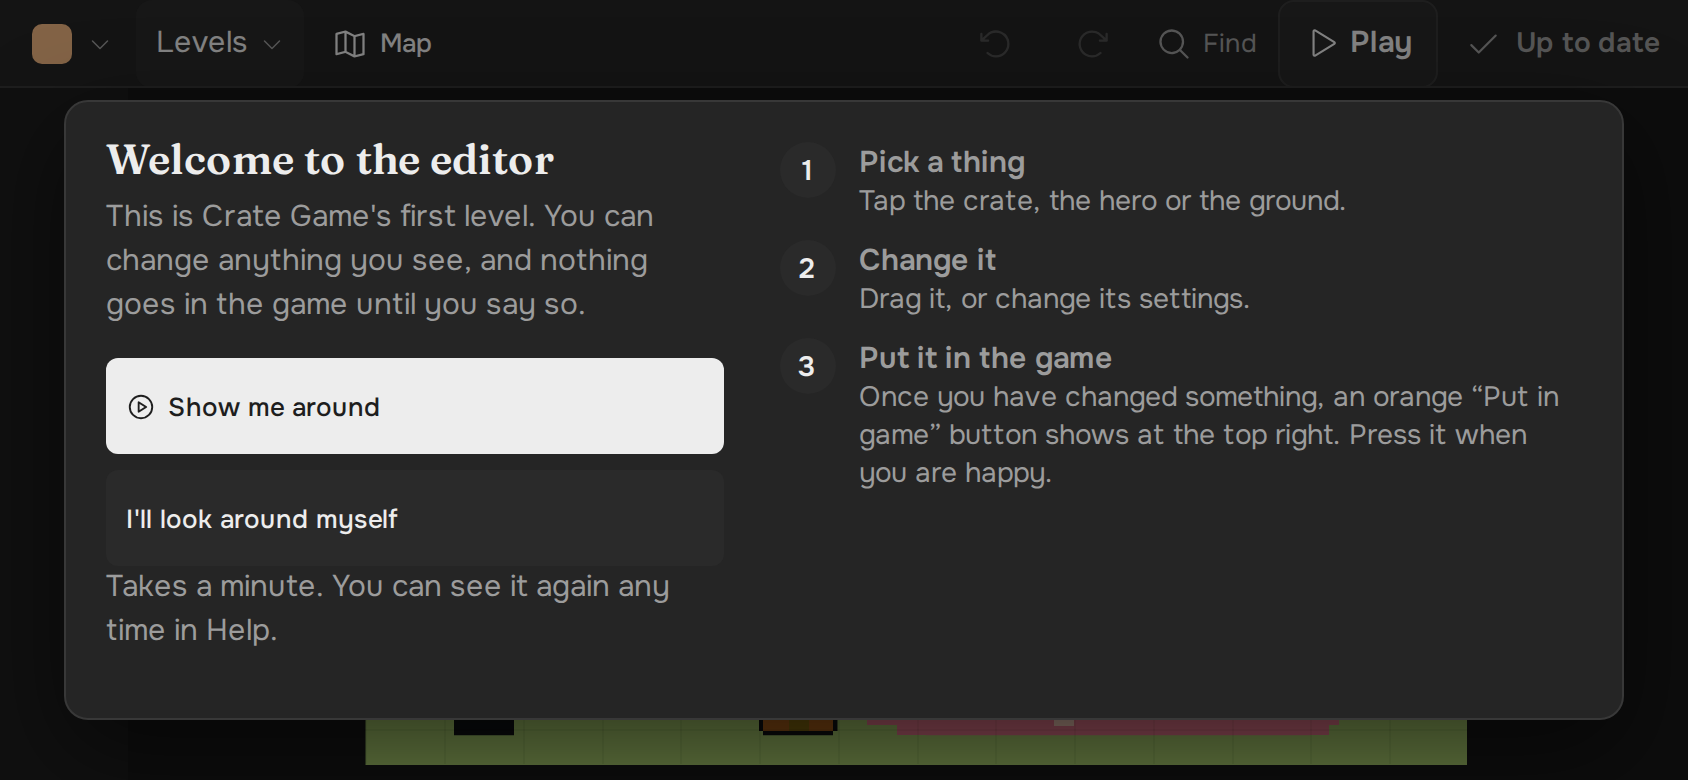 Levels
Map
Find
Play
Up to date
Welcome to the editor
This is Crate Game's first level. You can
change anything you see, and nothing
goes in the game until you say so.
Show me around
I'll look around myself
Takes a minute. You can see it again any
time in Help.
1
Pick a thing
Tap the crate, the hero or the ground.
2
Change it
Drag it, or change its settings.
3
Put it in the game
Once you have changed something, an orange “Put in
game” button shows at the top right. Press it when
you are happy.